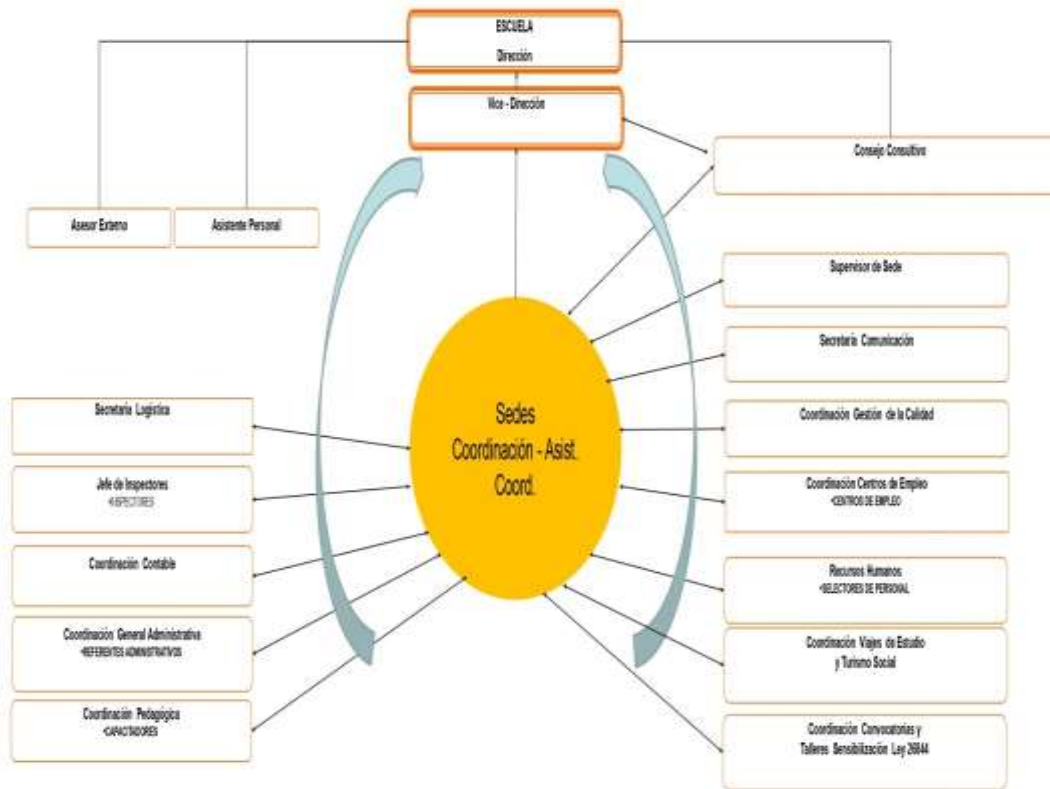 ESCUELA
Dirección
Vice - Dirección
Consejo Consultivo
Asesor Externo
Asistente Personal
Supervisor de Sede
Secretaría Comunicación
Coordinación Gestión de la Calidad
Coordinación Centros de Empleo
•CENTROS DE EMPLEO
Recursos Humanos
•SELECTORES DE PERSONAL
Coordinación Viajes de Estudio
y Turismo Social
Coordinación Convocatorias y
Talleres Sensibilización Ley 26844
Sedes
Coordinación - Asist.
Coord.
Secretaria Logística
Jefe de Inspectores
•INSPECTORES
Coordinación Contable
Coordinación General Administrativa
•REFERENTES ADMINISTRATIVOS
Coordinación Pedagógica
•CAPACITADORES